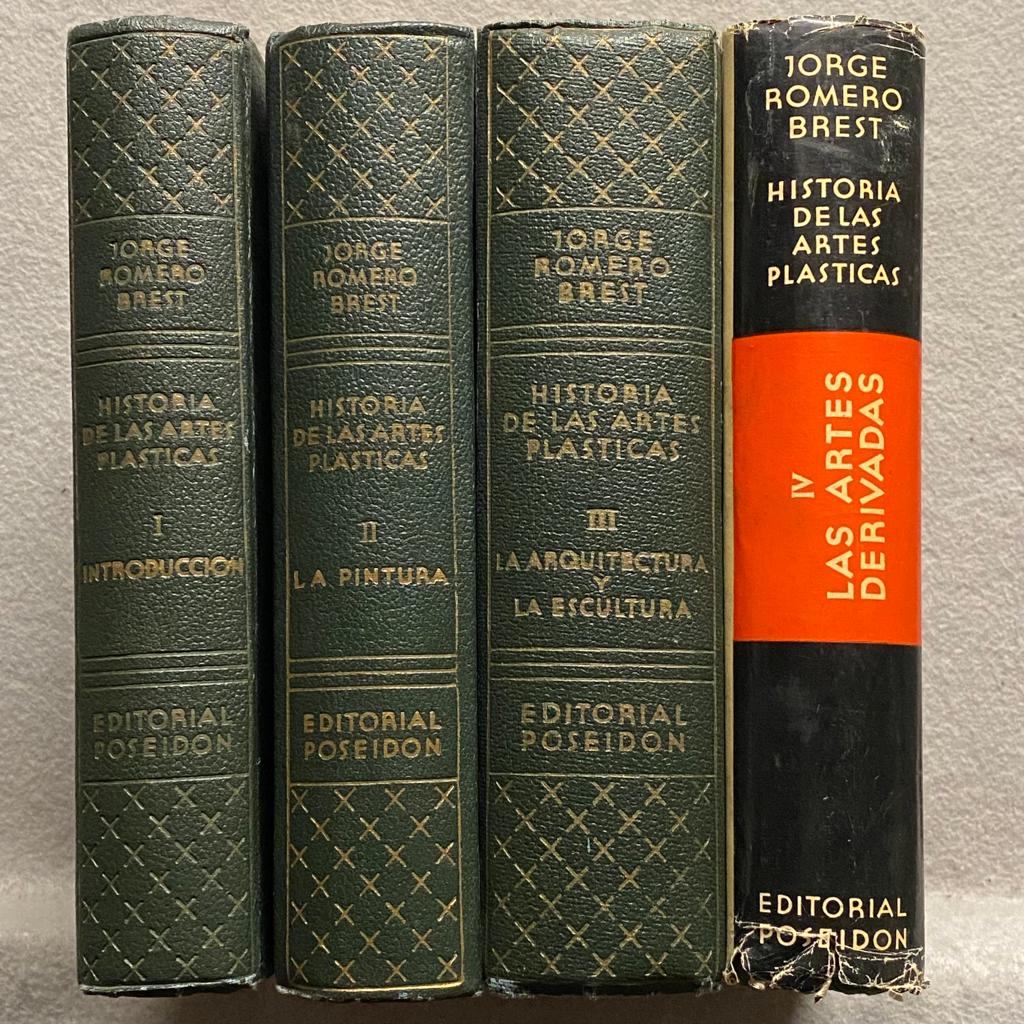 JORGE
ROMERO
BREST
HISTORIA
DE LAS ARTES
PLASTICAS
I
INTRODUCCION
EDITORIAL
POSEIDON
JORGE
ROMERO
BREST
HISTORIA
DE LAS ARTES
PLASTICAS
II
LA PINTURA
EDITORIAL
POSEIDON
JORGE
ROMERO
BREST
HISTORIA
DE LAS ARTES
PLASTICAS
III
LA ARQUITECTURA
Y
LA ESCULTURA
EDITORIAL
POSEIDON
JORGE
ROMERO
BREST
HISTORIA
DE LAS
ARTES
PLASTICAS
IV
LAS ARTES
DERIVADAS
EDITORIAL
POSEIDON